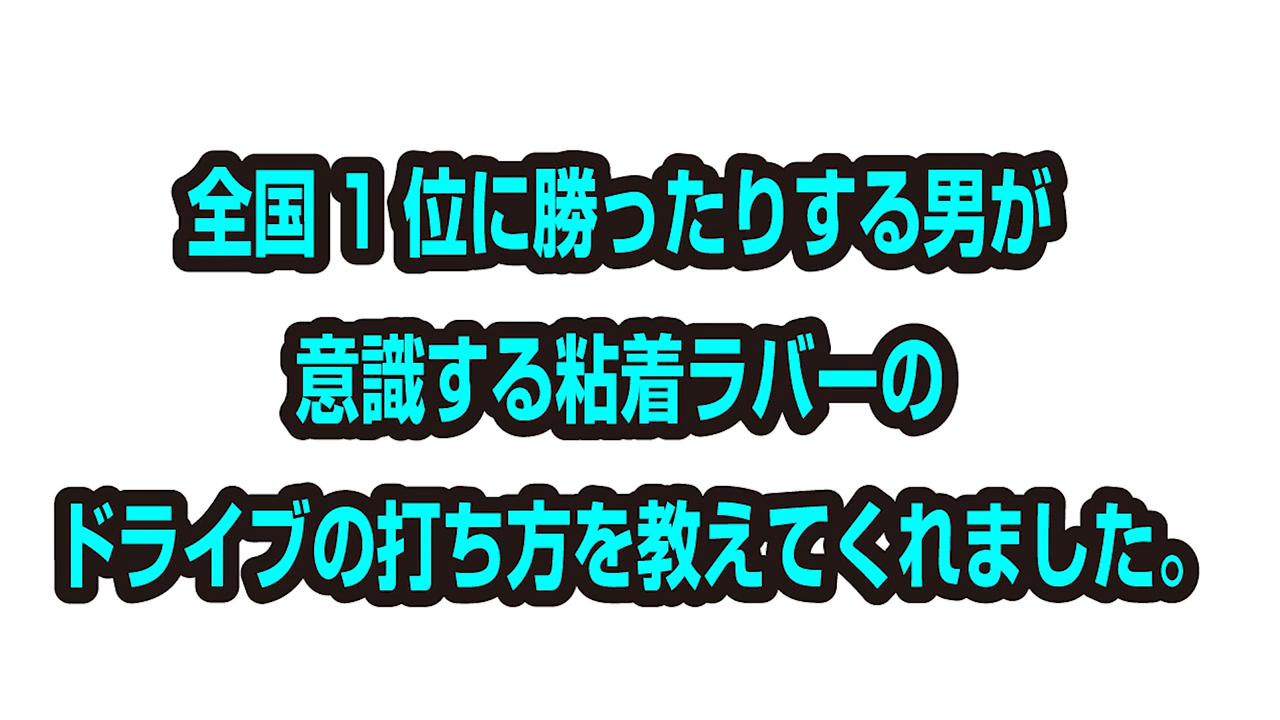 全国1位に勝ったりする男が
意識する粘着ラバーの
ドライブの打ち方を教えてくれました。